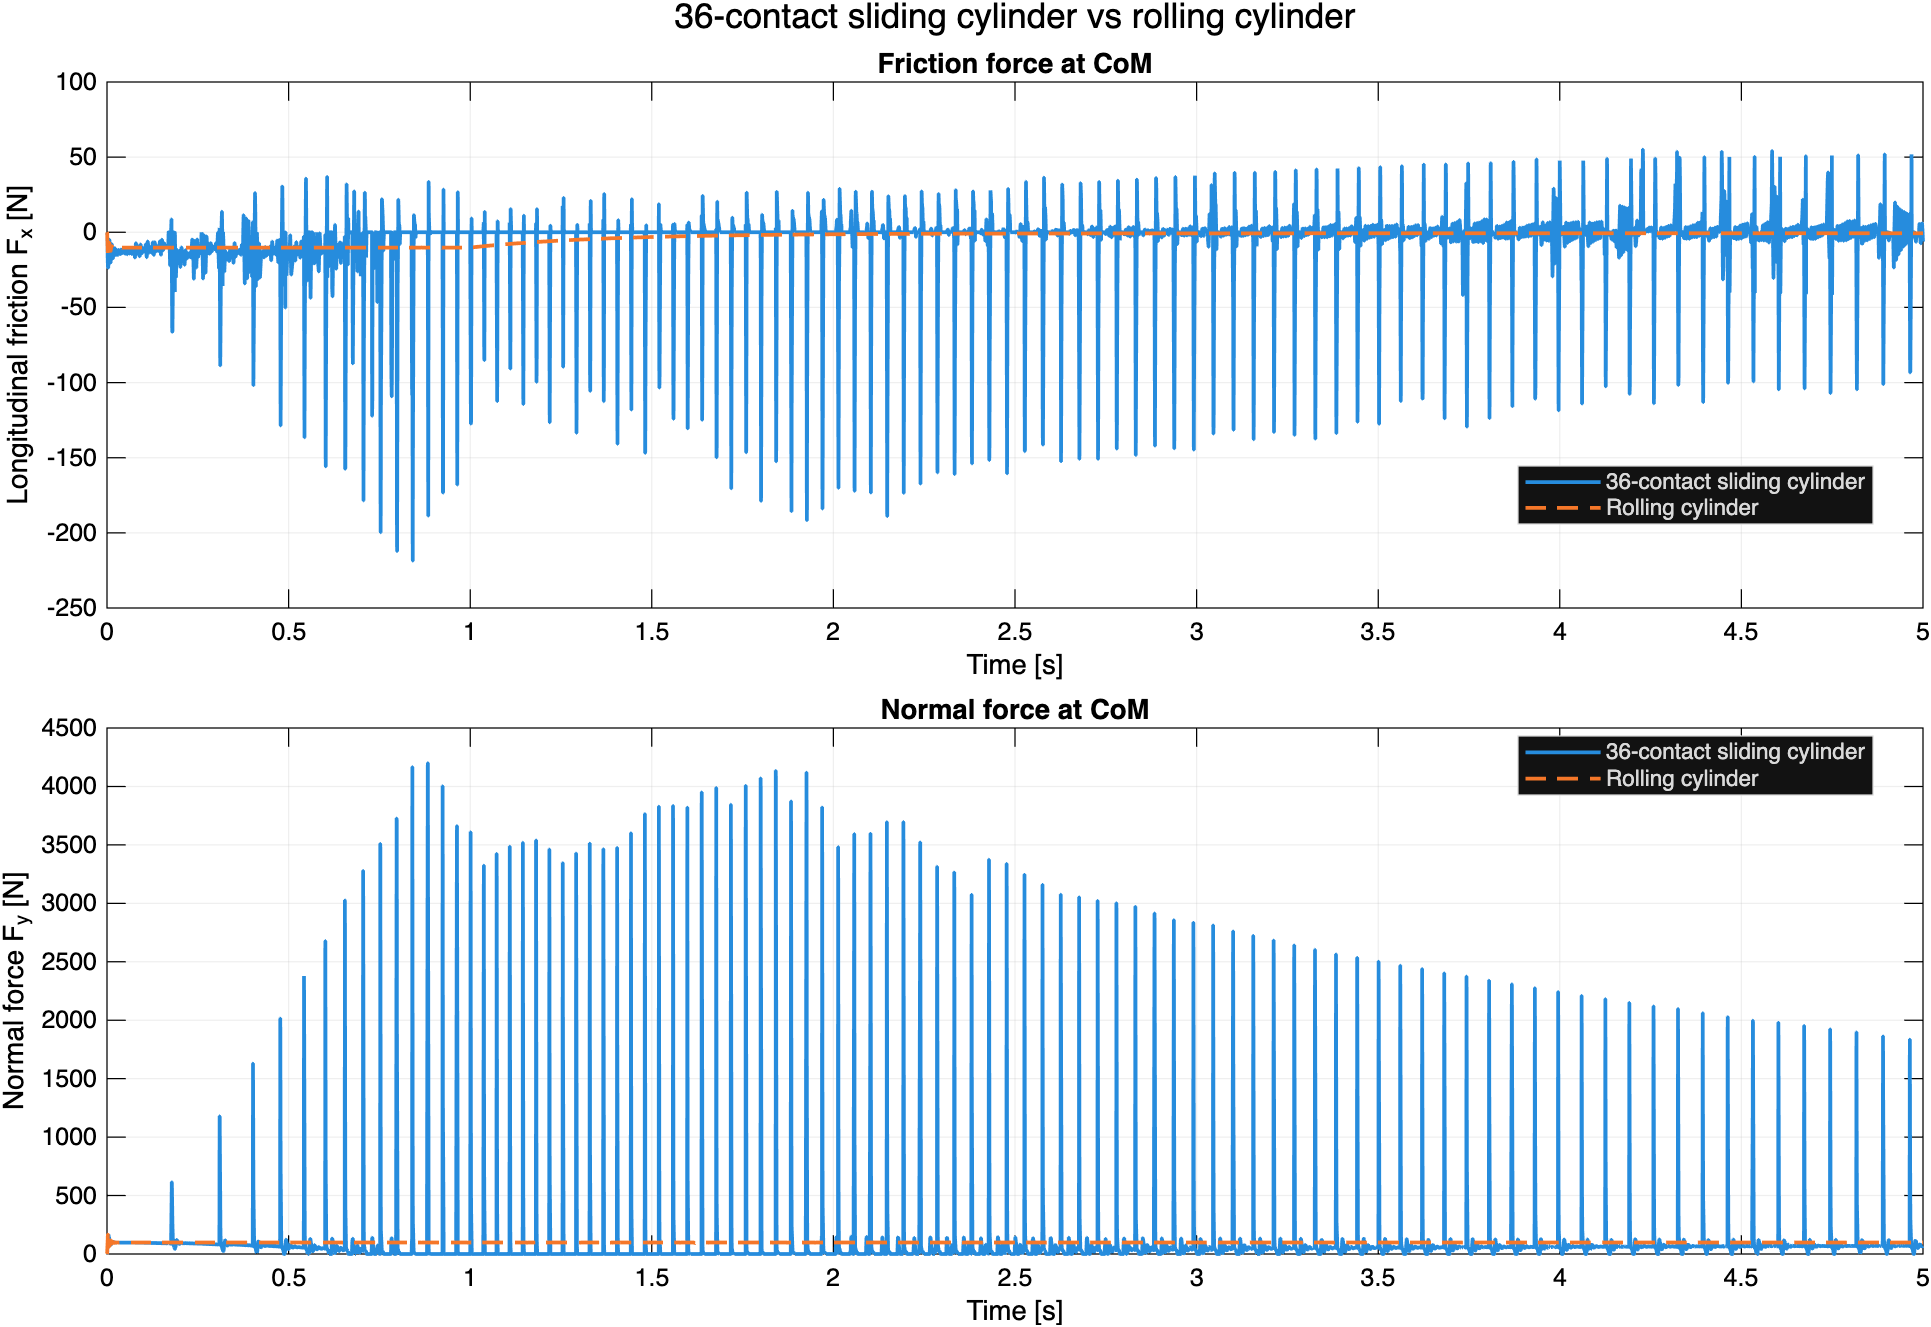 36-contact sliding cylinder vs rolling cylinder
Friction force at CoM
Longitudinal friction Fx [N]
100
50
0
-50
-100
-150
-200
-250
36-contact sliding cylinder
Rolling cylinder
0 0.5 1 1.5 2 2.5 3 3.5 4 4.5 5
Time [s]
Normal force at CoM
Normal force Fy [N]
4500
4000
3500
3000
2500
2000
1500
1000
500
0
36-contact sliding cylinder
Rolling cylinder
0 0.5 1 1.5 2 2.5 3 3.5 4 4.5 5
Time [s]